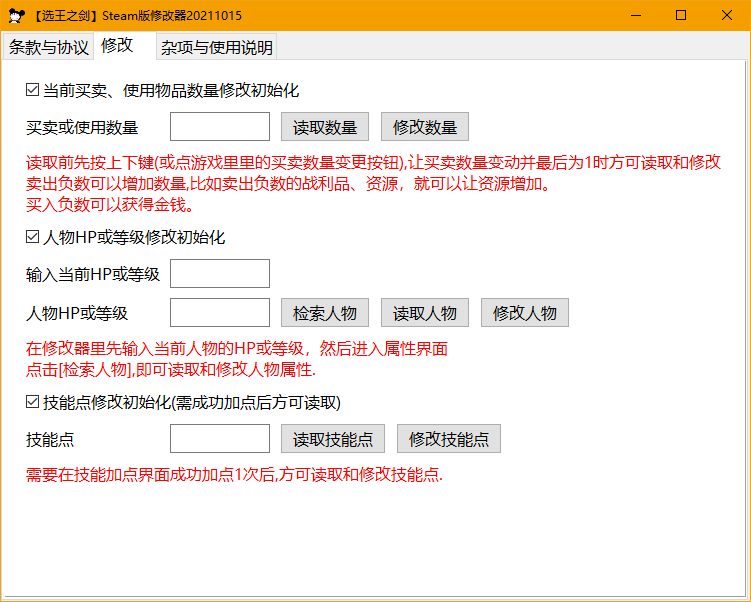 【选王之剑】Steam版修改器20211015
条款与协议 修改 杂项与使用说明
当前买卖、使用物品数量修改初始化
买卖或使用数量 读取数量 修改数量
读取前先按上下键(或点游戏里里的买卖数量变更按钮),让买卖数量变动并最后为1时方可读取和修改
卖出负数可以增加数量,比如卖出负数的战利品、资源，就可以让资源增加。
买入负数可以获得金钱。
人物HP或等级修改初始化
输入当前HP或等级
人物HP或等级 检索人物 读取人物 修改人物
在修改器里先输入当前人物的HP或等级，然后进入属性界面
点击[检索人物],即可读取和修改人物属性.
技能点修改初始化(需成功加点后方可读取)
技能点 读取技能点 修改技能点
需要在技能加点界面成功加点1次后,方可读取和修改技能点.